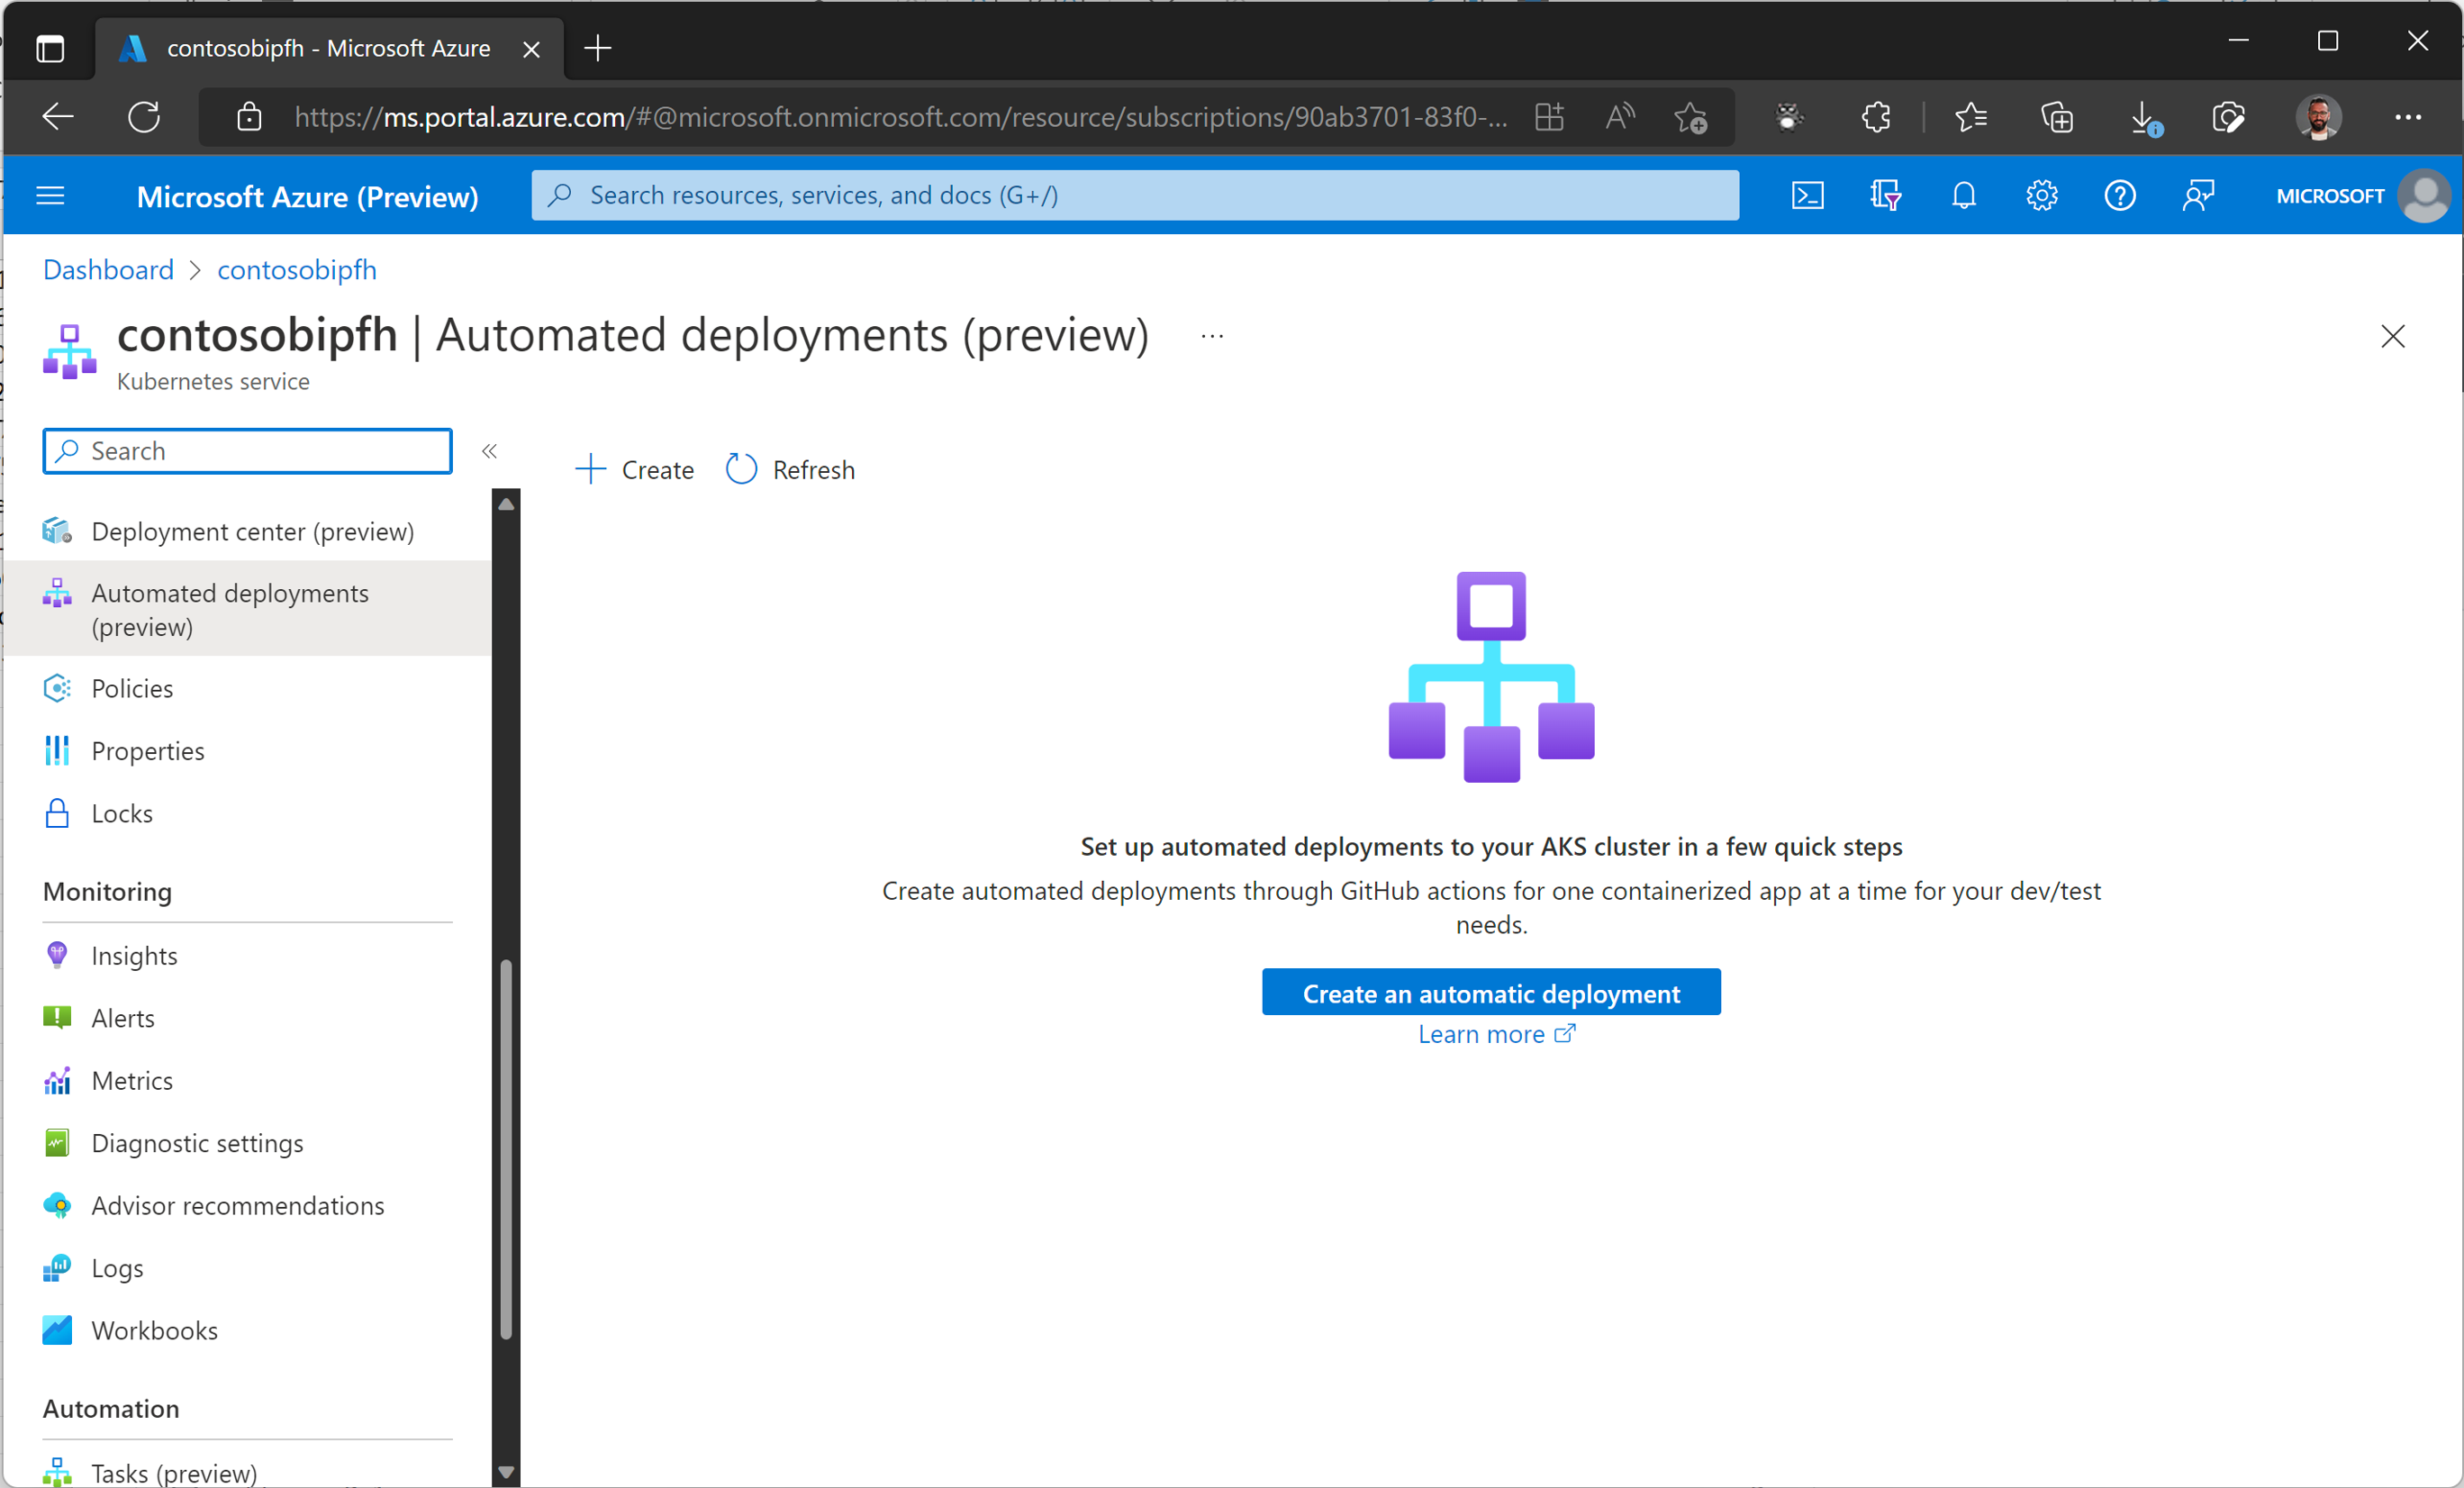 contosobipfh - Microsoft Azure
https://ms.portal.azure.com/#@microsoft.onmicrosoft.com/resource/subscriptions/90ab3701-83f0-...
Microsoft Azure (Preview)
Search resources, services, and docs (G+/)
MICROSOFT
Dashboard > contosobipfh
contosobipfh | Automated deployments (preview) ...
Kubernetes service
Search
Create
Refresh
Deployment center (preview)
Automated deployments
(preview)
Policies
Properties
Locks
Monitoring
Insights
Alerts
Metrics
Diagnostic settings
Advisor recommendations
Logs
Workbooks
Automation
Tasks (preview)
Set up automated deployments to your AKS cluster in a few quick steps
Create automated deployments through GitHub actions for one containerized app at a time for your dev/test
needs.
Create an automatic deployment
Learn more